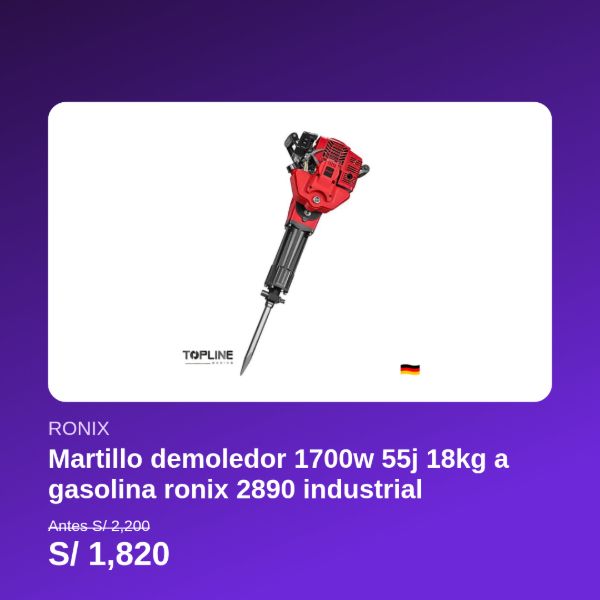 TOPLINE
RONIX
Martillo demoledor 1700w 55j 18kg a
gasolina ronix 2890 industrial
Antes S/ 2,200
S/ 1,820